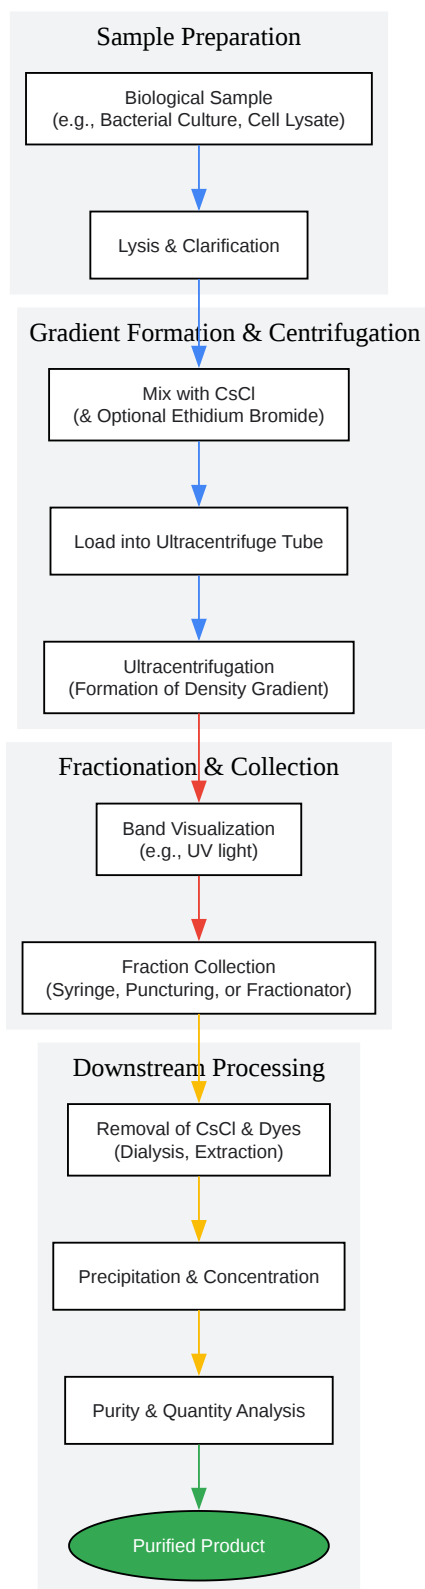 Sample Preparation
Biological Sample
(e.g., Bacterial Culture, Cell Lysate)
Lysis & Clarification
Gradient Formation & Centrifugation
Mix with CsCl
(& Optional Ethidium Bromide)
Load into Ultracentrifuge Tube
Ultracentrifugation
(Formation of Density Gradient)
Fractionation & Collection
Band Visualization
(e.g., UV light)
Fraction Collection
(Syringe, Puncturing, or Fractionator)
Downstream Processing
Removal of CsCl & Dyes
(Dialysis, Extraction)
Precipitation & Concentration
Purity & Quantity Analysis
Purified Product